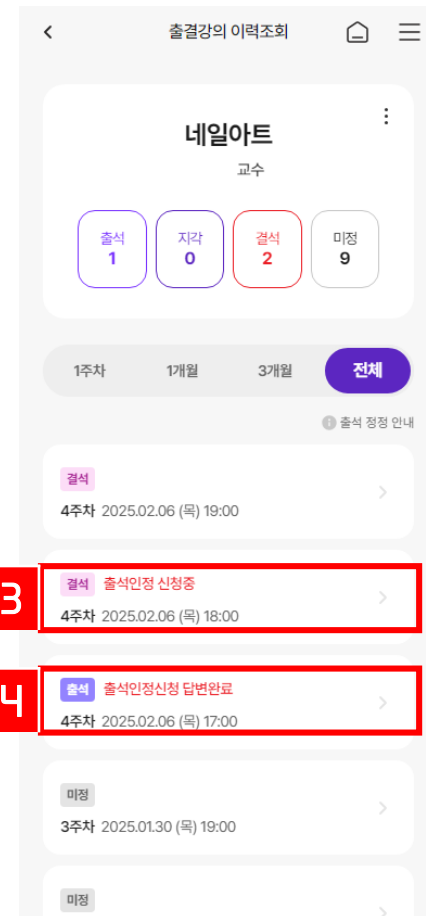 출결강의 이력조회
네일아트
교수
출석 지각 결석 미정
1 0 2 9
1주차 1개월 3개월 전체
출석 정정 안내
결석
4주차 2025.02.06 (목) 19:00
3
결석 출석인정 신청중
4주차 2025.02.06 (목) 18:00
4
출석 출석인정신청 답변완료
4주차 2025.02.06 (목) 17:00
미정
3주차 2025.01.30 (목) 19:00
미정